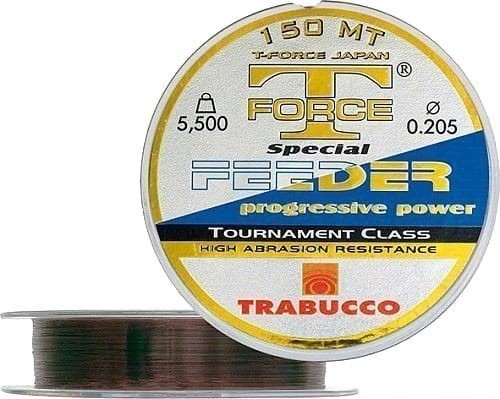 150 MT
T-FORCE JAPAN
T ®
FORCE
5,500
Ø
0.205
Special
FEEDER
progressive power
TOURNAMENT CLASS
HIGH ABRASION RESISTANCE
TRABUCCO